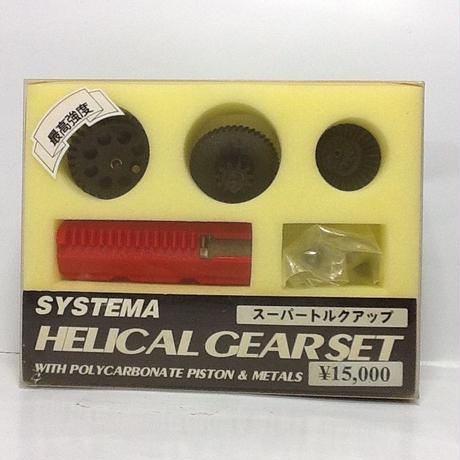 最高強度
SYSTEMA
スーパートルクアップ
HELICAL GEAR SET
WITH POLYCARBONATE PISTON & METALS
¥15,000